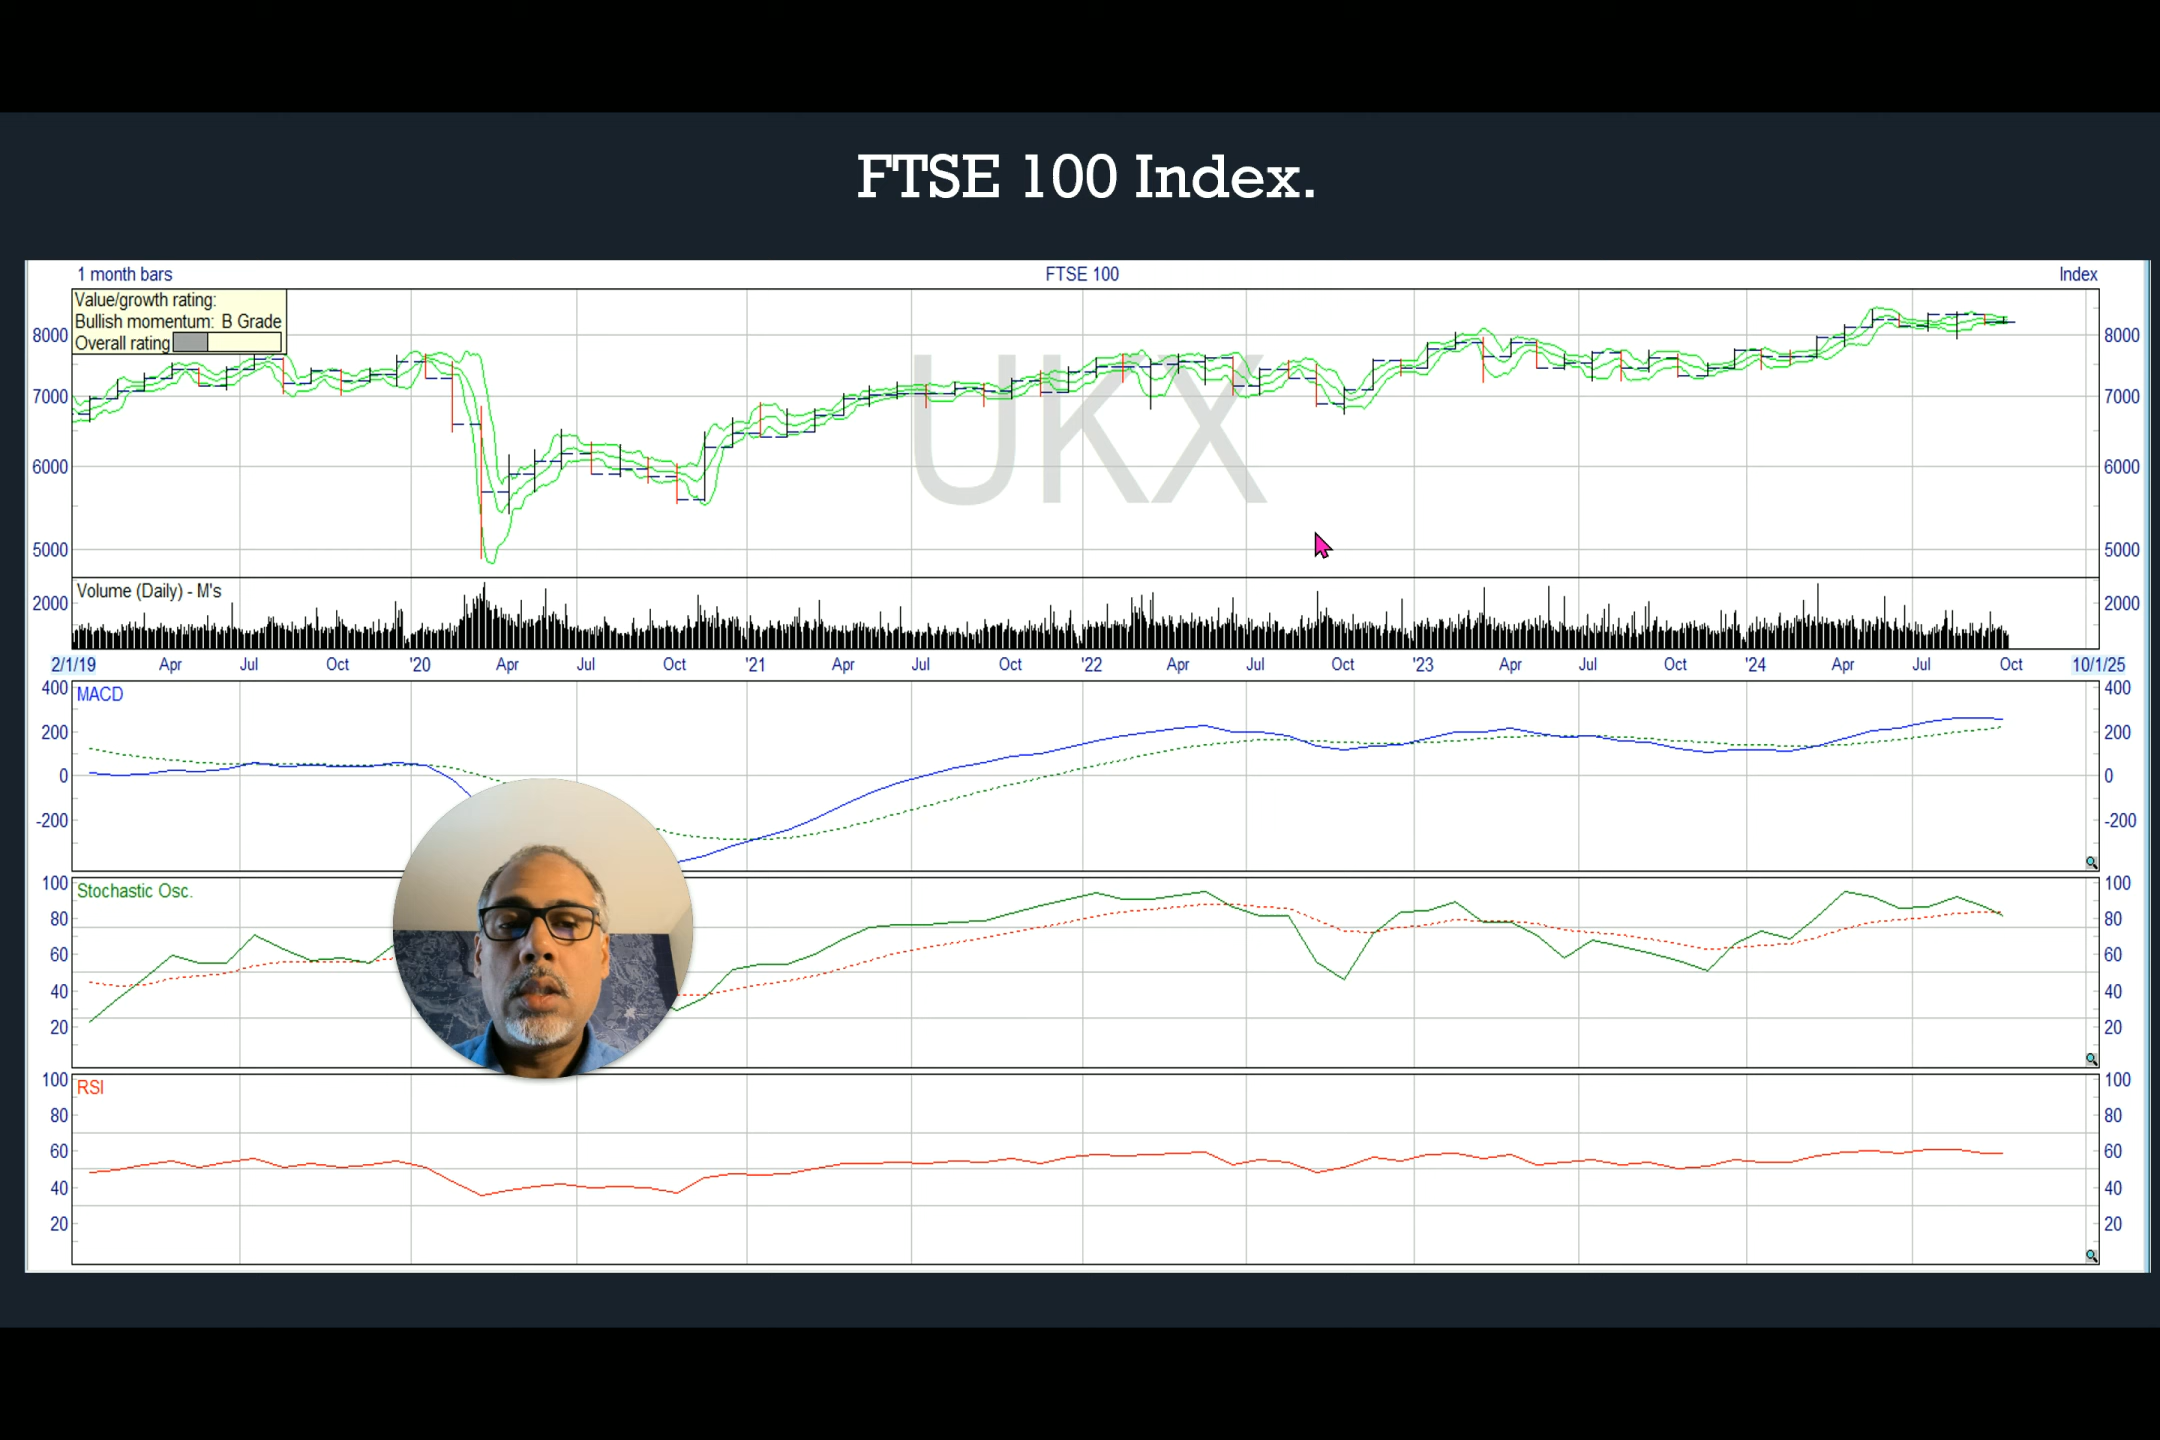 FTSE 100 Index.
1 month bars FTSE 100 Index
Value/growth rating:
Bullish momentum: B Grade
Overall rating
UKX
8000 8000
7000 7000
6000 6000
5000 5000
Volume (Daily) - M's
2000 2000
2/1/19 Apr Jul Oct '20 Apr Jul Oct '21 Apr Jul Oct '22 Apr Jul Oct '23 Apr Jul Oct '24 Apr Jul Oct 10/1/25
400 400
MACD
200 200
0 0
-200 -200
100 100
Stochastic Osc.
80 80
60 60
40 40
20 20
100 100
RSI
80 80
60 60
40 40
20 20